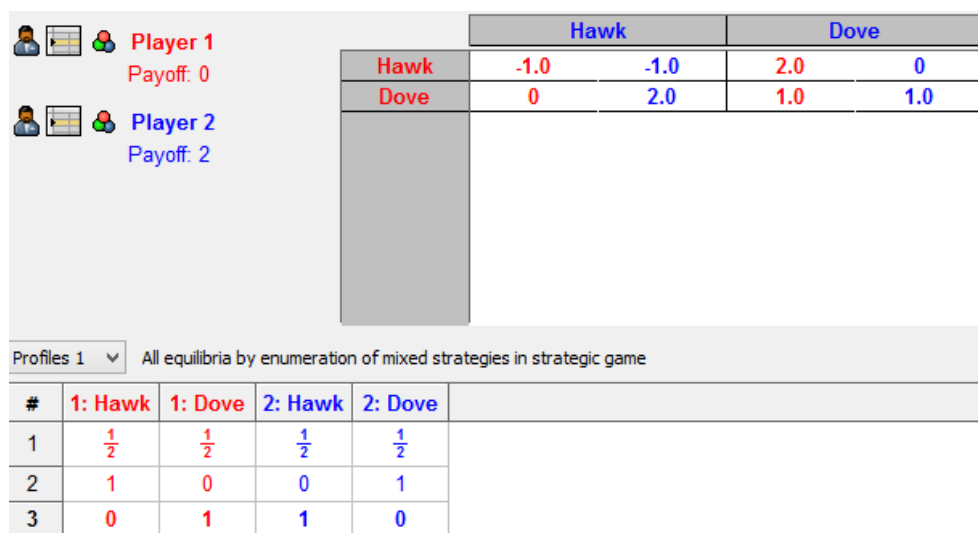 Player 1
Payoff: 0
Player 2
Payoff: 2
Hawk Dove
Hawk -1.0 -1.0 2.0 0
Dove 0 2.0 1.0 1.0
Profiles 1 All equilibria by enumeration of mixed strategies in strategic game
# 1: Hawk 1: Dove 2: Hawk 2: Dove
1 1/2 1/2 1/2 1/2
2 1 0 0 1
3 0 1 1 0